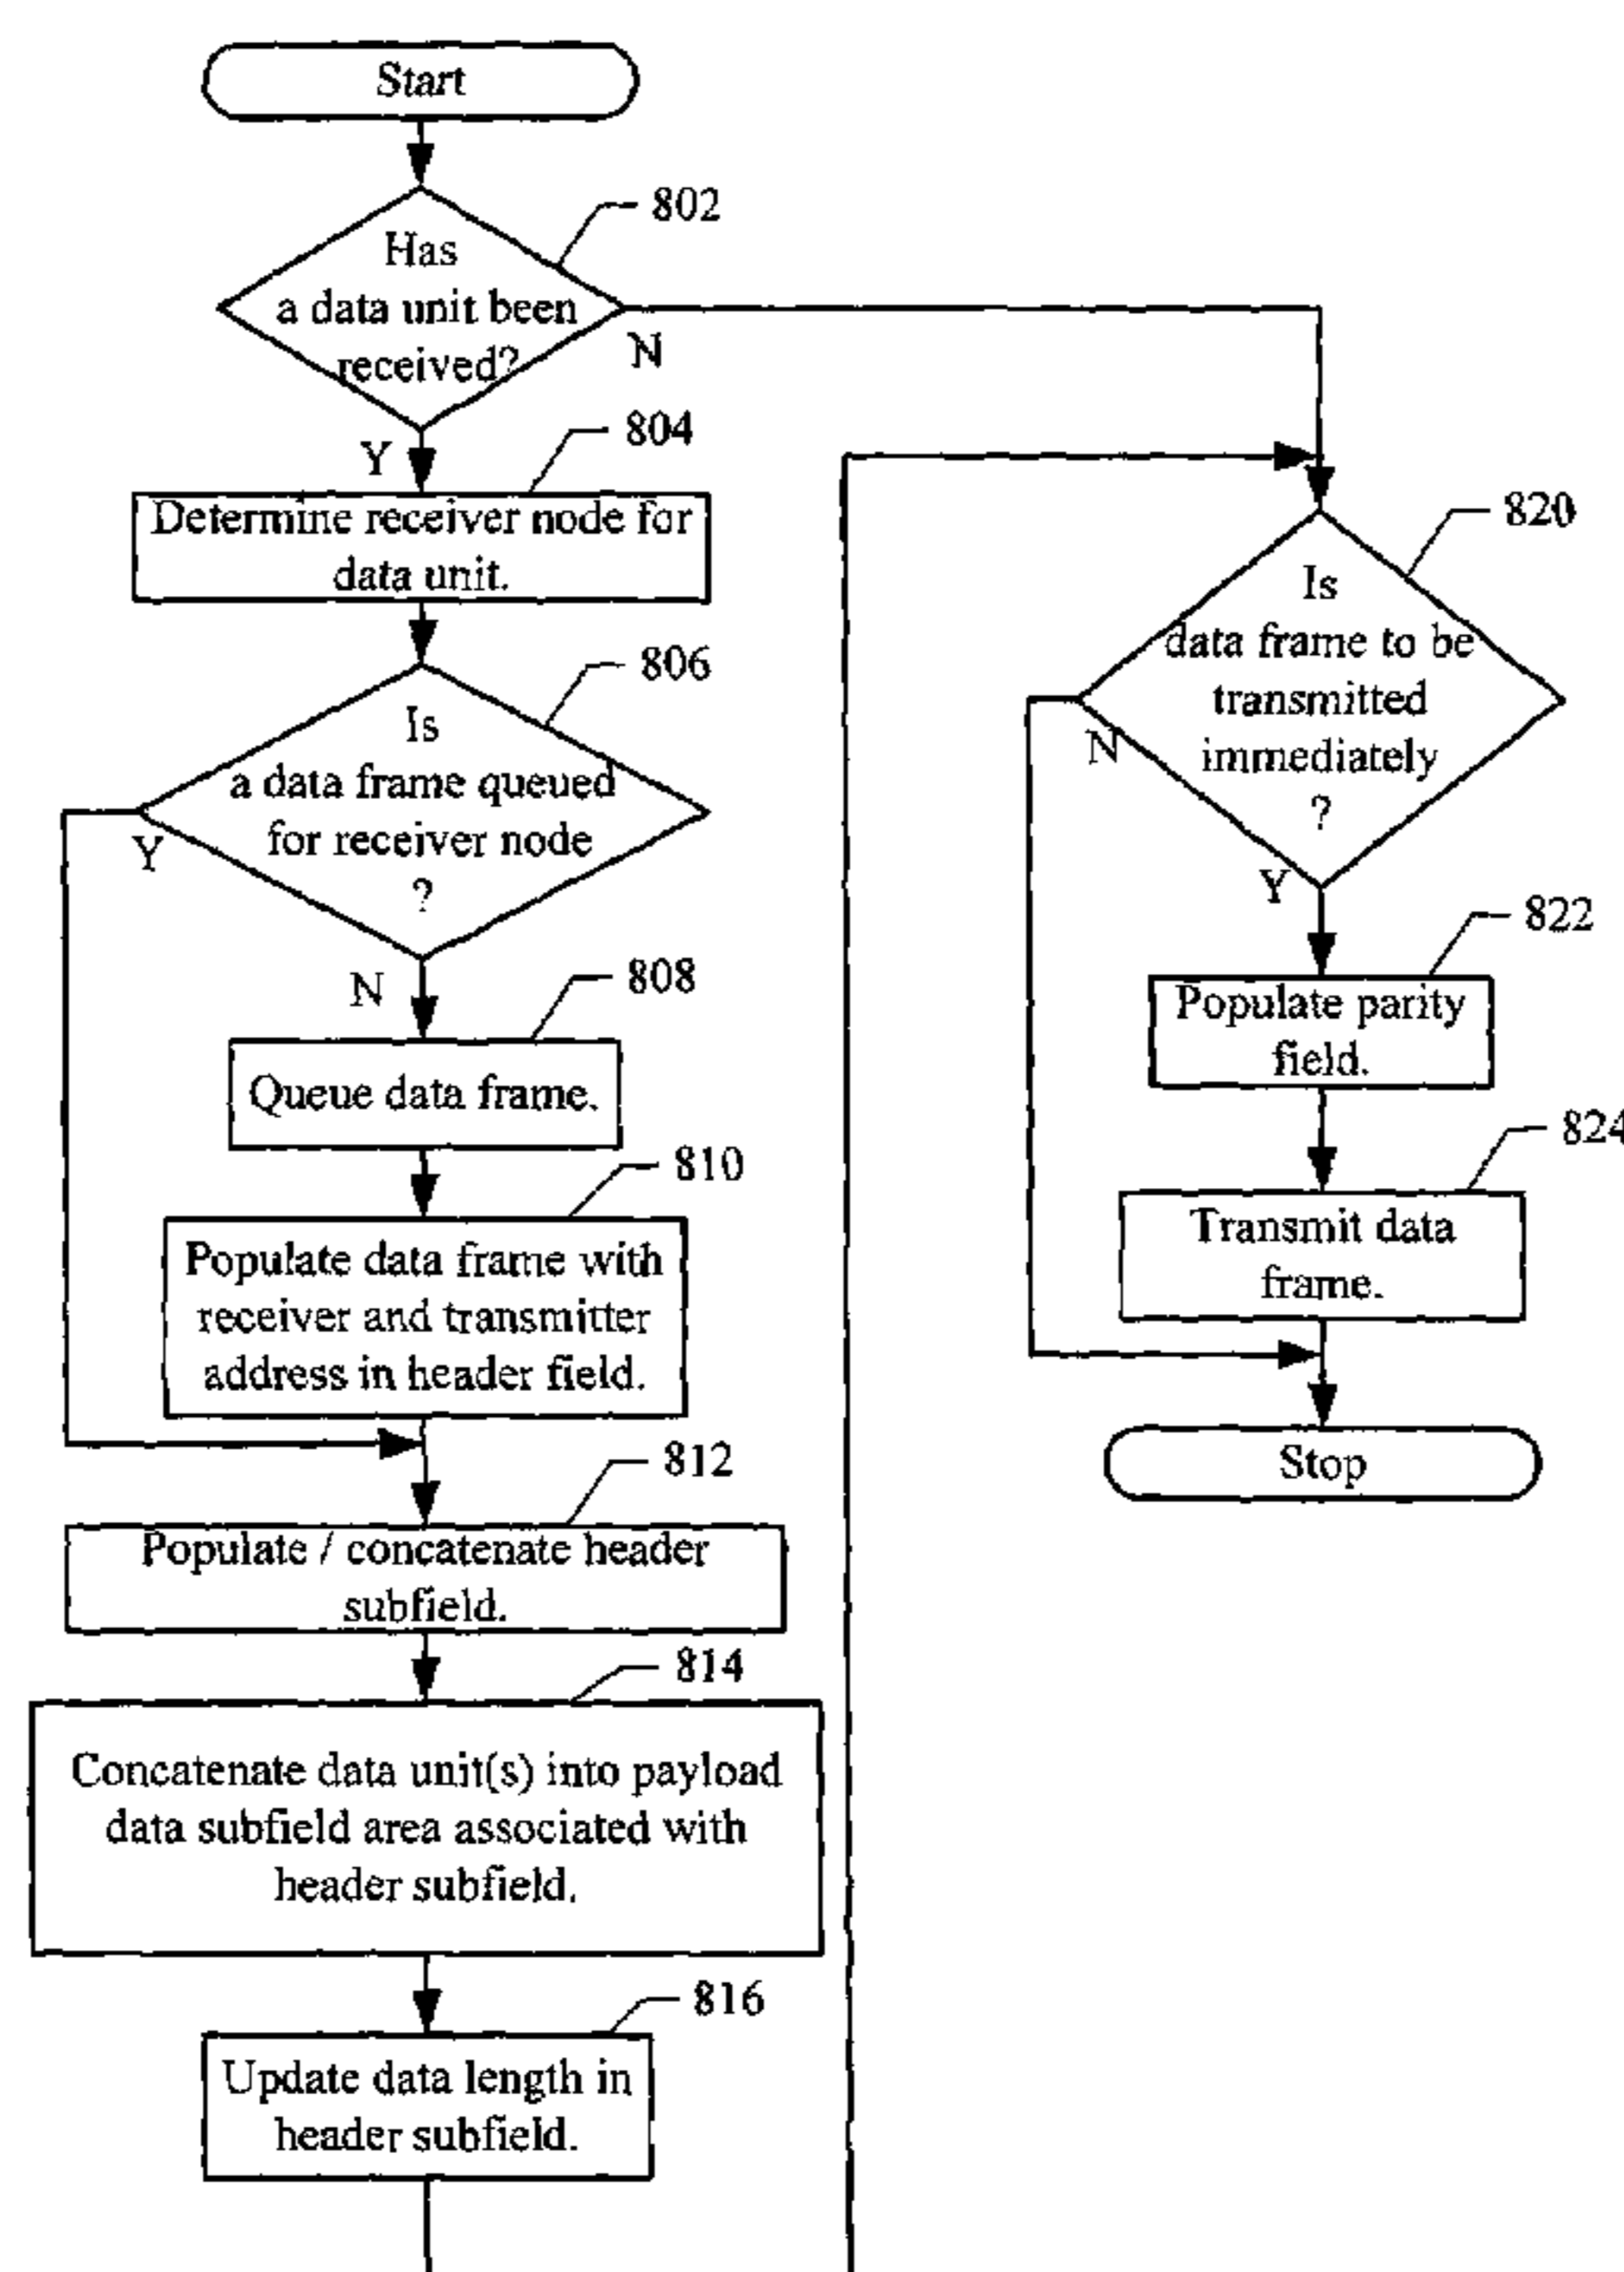 Start
802
Has
a data unit been
received?
N
Y
804
Determine receiver node for
data unit.
806
Is
a data frame queued
for receiver node
?
Y
N
808
Queue data frame.
810
Populate data frame with
receiver and transmitter
address in header field.
812
Populate / concatenate header
subfield.
814
Concatenate data unit(s) into payload
data subfield area associated with
header subfield.
816
Update data length in
header subfield.
820
Is
data frame to be
transmitted
immediately
?
N
Y
822
Populate parity
field.
824
Transmit data
frame.
Stop